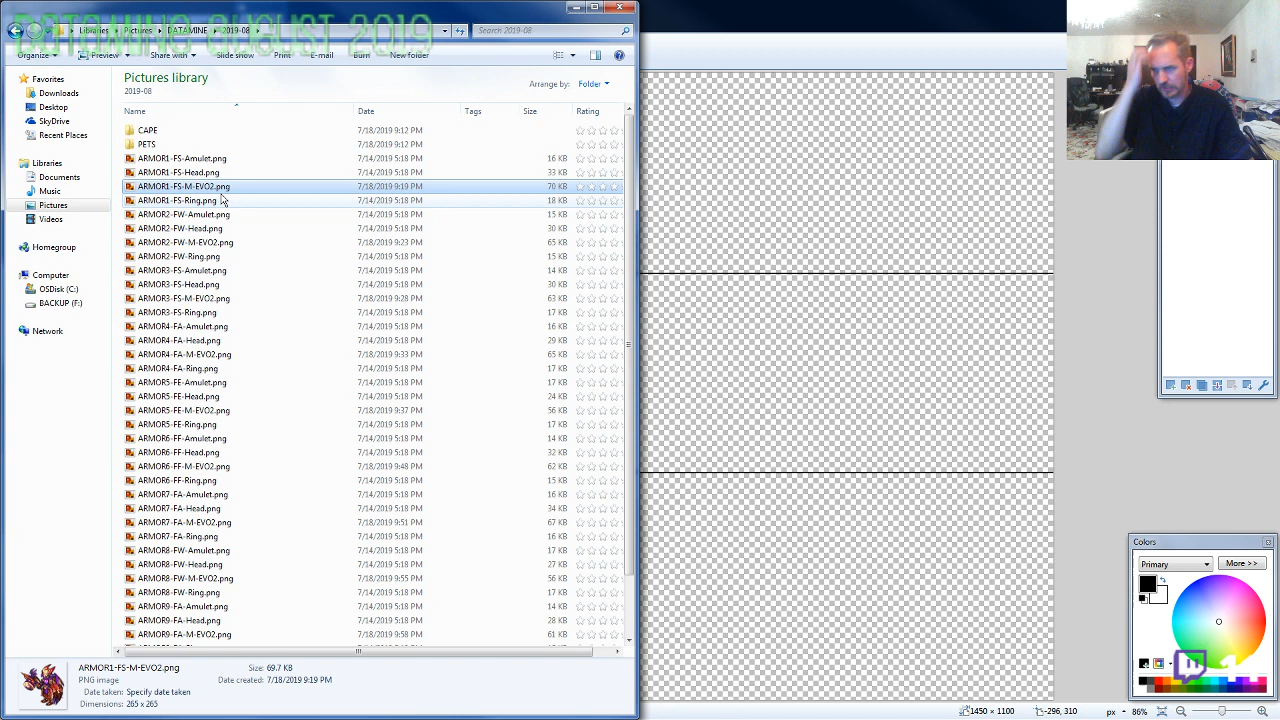 DATAMINE AUGUST 2019
Libraries ▸ Pictures ▸ DATAMINE ▸ 2019-08 ▸
Search 2019-08
Organize Preview Share with Slide show Print E-mail Burn New folder
Pictures library
2019-08
Arrange by: Folder
Name Date Tags Size Rating
Favorites
Downloads
Desktop
SkyDrive
Recent Places
Libraries
Documents
Music
Pictures
Videos
Homegroup
Computer
OSDisk (C:)
BACKUP (F:)
Network
CAPE 7/18/2019 9:12 PM
PETS 7/18/2019 9:12 PM
ARMOR1-FS-Amulet.png 7/14/2019 5:18 PM 16 KB
ARMOR1-FS-Head.png 7/14/2019 5:18 PM 33 KB
ARMOR1-FS-M-EVO2.png 7/18/2019 9:19 PM 70 KB
ARMOR1-FS-Ring.png 7/14/2019 5:18 PM 18 KB
ARMOR2-FW-Amulet.png 7/14/2019 5:18 PM 15 KB
ARMOR2-FW-Head.png 7/14/2019 5:18 PM 30 KB
ARMOR2-FW-M-EVO2.png 7/18/2019 9:23 PM 65 KB
ARMOR2-FW-Ring.png 7/14/2019 5:18 PM 15 KB
ARMOR3-FS-Amulet.png 7/14/2019 5:18 PM 14 KB
ARMOR3-FS-Head.png 7/14/2019 5:18 PM 30 KB
ARMOR3-FS-M-EVO2.png 7/18/2019 9:28 PM 63 KB
ARMOR3-FS-Ring.png 7/14/2019 5:18 PM 17 KB
ARMOR4-FA-Amulet.png 7/14/2019 5:18 PM 16 KB
ARMOR4-FA-Head.png 7/14/2019 5:18 PM 29 KB
ARMOR4-FA-M-EVO2.png 7/18/2019 9:33 PM 65 KB
ARMOR4-FA-Ring.png 7/14/2019 5:18 PM 17 KB
ARMOR5-FE-Amulet.png 7/14/2019 5:18 PM 17 KB
ARMOR5-FE-Head.png 7/14/2019 5:18 PM 24 KB
ARMOR5-FE-M-EVO2.png 7/18/2019 9:37 PM 56 KB
ARMOR5-FE-Ring.png 7/14/2019 5:18 PM 17 KB
ARMOR6-FF-Amulet.png 7/14/2019 5:18 PM 14 KB
ARMOR6-FF-Head.png 7/14/2019 5:18 PM 32 KB
ARMOR6-FF-M-EVO2.png 7/18/2019 9:48 PM 62 KB
ARMOR6-FF-Ring.png 7/14/2019 5:18 PM 15 KB
ARMOR7-FA-Amulet.png 7/14/2019 5:18 PM 16 KB
ARMOR7-FA-Head.png 7/14/2019 5:18 PM 34 KB
ARMOR7-FA-M-EVO2.png 7/18/2019 9:51 PM 67 KB
ARMOR7-FA-Ring.png 7/14/2019 5:18 PM 16 KB
ARMOR8-FW-Amulet.png 7/14/2019 5:18 PM 17 KB
ARMOR8-FW-Head.png 7/14/2019 5:18 PM 27 KB
ARMOR8-FW-M-EVO2.png 7/18/2019 9:55 PM 56 KB
ARMOR8-FW-Ring.png 7/14/2019 5:18 PM 17 KB
ARMOR9-FA-Amulet.png 7/14/2019 5:18 PM 14 KB
ARMOR9-FA-Head.png 7/14/2019 5:18 PM 28 KB
ARMOR9-FA-M-EVO2.png 7/18/2019 9:58 PM 61 KB
ARMOR1-FS-M-EVO2.png Size: 69.7 KB
PNG image Date created: 7/18/2019 9:19 PM
Date taken: Specify date taken
Dimensions: 265 x 265
Colors
Primary More >>
1450 × 1100 -296, 310 px 86%